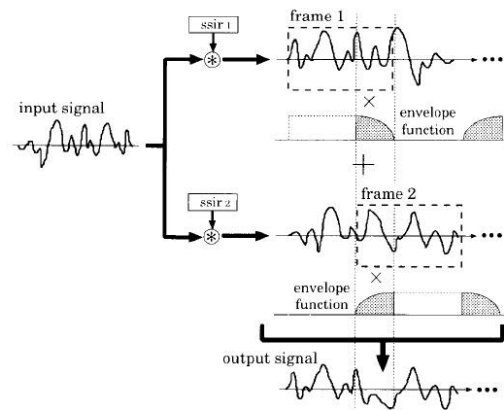 ssir 1
frame 1
input signal
envelope
function
ssir 2
frame 2
envelope
function
output signal